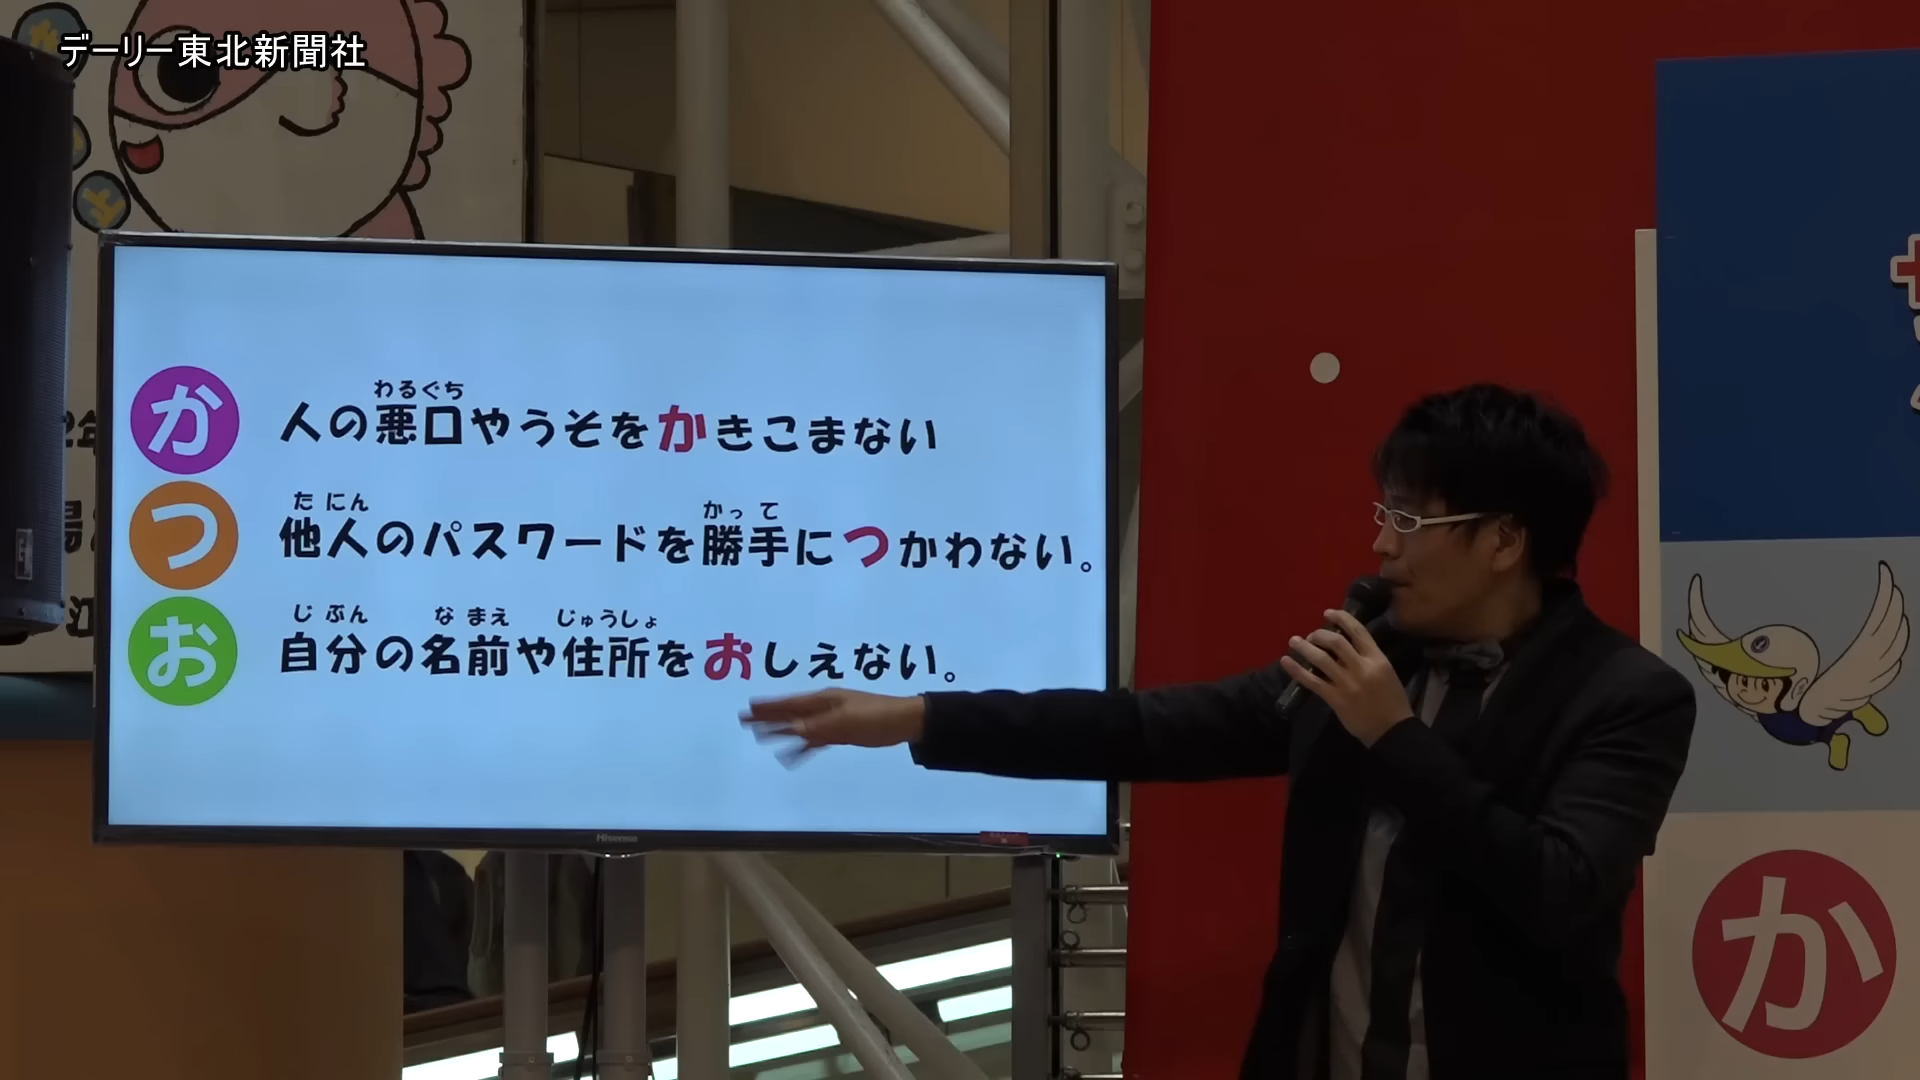 デーリー東北新聞社
か
わるぐち
人の悪口やうそをかきこまない
つ
たにん かって
他人のパスワードを勝手につかわない。
お
じぶん なまえ じゅうしょ
自分の名前や住所をおしえない。
Hisense
か